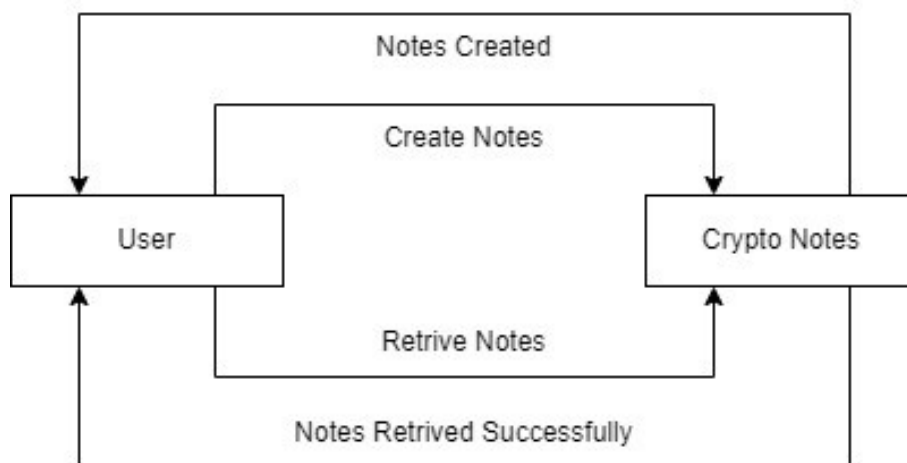 Notes Created
Create Notes
User
Crypto Notes
Retrive Notes
Notes Retrived Successfully